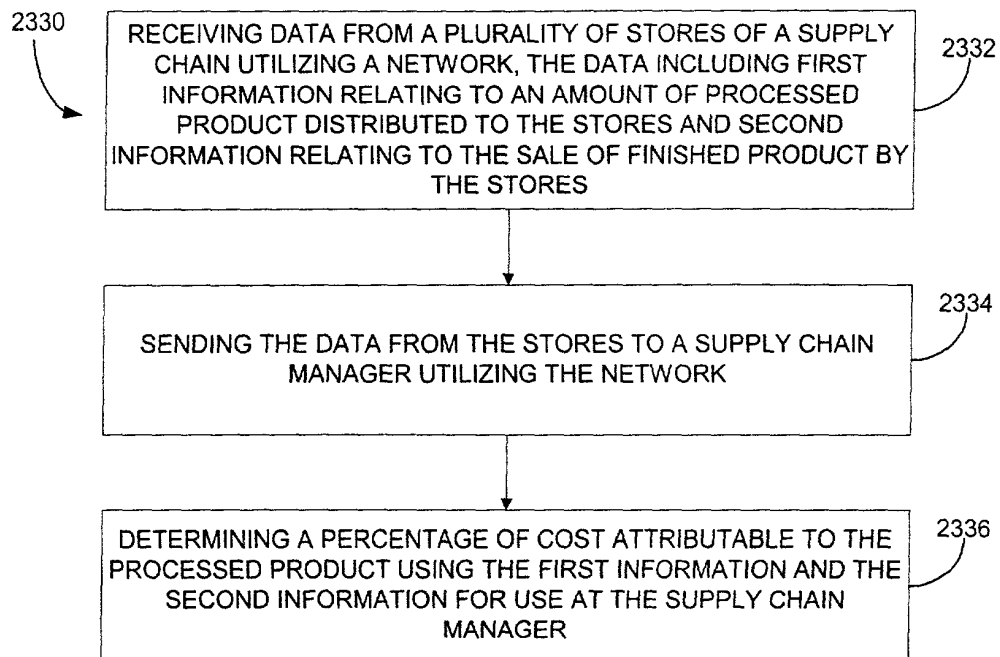 2330
RECEIVING DATA FROM A PLURALITY OF STORES OF A SUPPLY
CHAIN UTILIZING A NETWORK, THE DATA INCLUDING FIRST
INFORMATION RELATING TO AN AMOUNT OF PROCESSED
PRODUCT DISTRIBUTED TO THE STORES AND SECOND
INFORMATION RELATING TO THE SALE OF FINISHED PRODUCT BY
THE STORES
2332
SENDING THE DATA FROM THE STORES TO A SUPPLY CHAIN
MANAGER UTILIZING THE NETWORK
2334
DETERMINING A PERCENTAGE OF COST ATTRIBUTABLE TO THE
PROCESSED PRODUCT USING THE FIRST INFORMATION AND THE
SECOND INFORMATION FOR USE AT THE SUPPLY CHAIN
MANAGER
2336